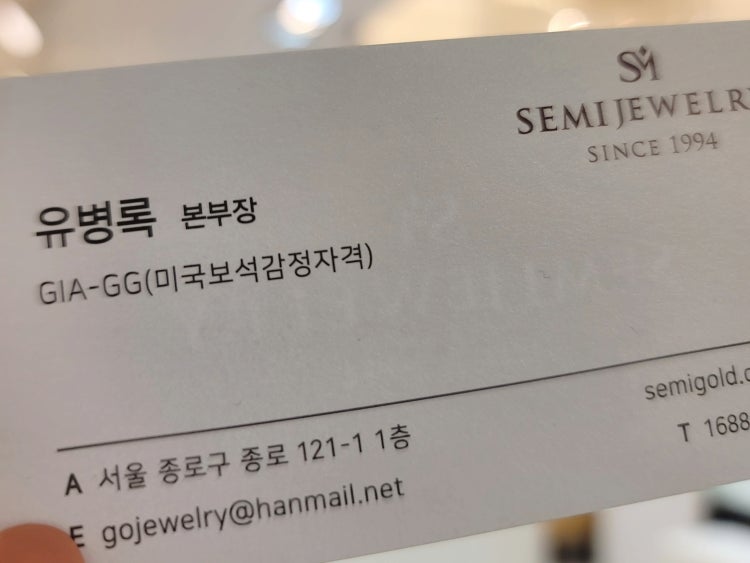 SM
SEMI JEWELRY
SINCE 1994
유병록 본부장
GIA-GG(미국보석감정자격)
semigold.c
T 1688
A 서울 종로구 종로 121-1 1층
E gojewelry@hanmail.net